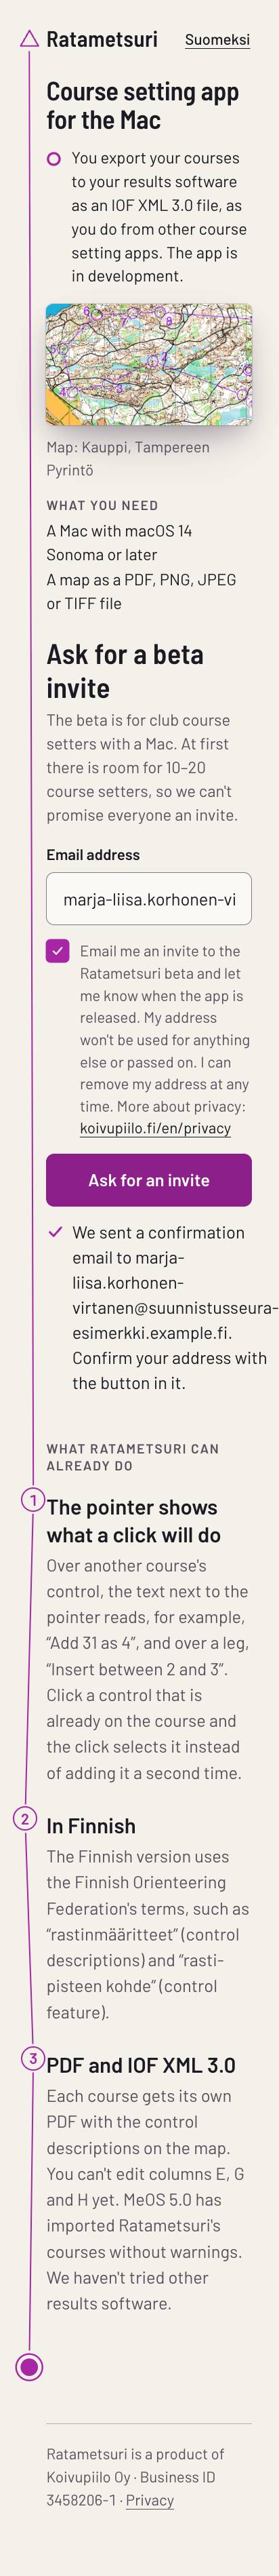 Ratametsuri
Suomeksi
Course setting app
for the Mac
You export your courses
to your results software
as an IOF XML 3.0 file, as
you do from other course
setting apps. The app is
in development.
Map: Kauppi, Tampereen
Pyrintö
WHAT YOU NEED
A Mac with macOS 14
Sonoma or later
A map as a PDF, PNG, JPEG
or TIFF file
Ask for a beta
invite
The beta is for club course
setters with a Mac. At first
there is room for 10–20
course setters, so we can't
promise everyone an invite.
Email address
marja-liisa.korhonen-vi
Email me an invite to the
Ratametsuri beta and let
me know when the app is
released. My address
won't be used for anything
else or passed on. I can
remove my address at any
time. More about privacy:
koivupiilo.fi/en/privacy
Ask for an invite
We sent a confirmation
email to marja-
liisa.korhonen-
virtanen@suunnistusseura-
esimerkki.example.fi.
Confirm your address with
the button in it.
WHAT RATAMETSURI CAN
ALREADY DO
1
The pointer shows
what a click will do
Over another course's
control, the text next to the
pointer reads, for example,
“Add 31 as 4”, and over a leg,
“Insert between 2 and 3”.
Click a control that is
already on the course and
the click selects it instead
of adding it a second time.
2
In Finnish
The Finnish version uses
the Finnish Orienteering
Federation's terms, such as
“rastinmääritteet” (control
descriptions) and “rasti-
pisteen kohde” (control
feature).
3
PDF and IOF XML 3.0
Each course gets its own
PDF with the control
descriptions on the map.
You can't edit columns E, G
and H yet. MeOS 5.0 has
imported Ratametsuri's
courses without warnings.
We haven't tried other
results software.
Ratametsuri is a product of
Koivupiilo Oy · Business ID
3458206-1 · Privacy